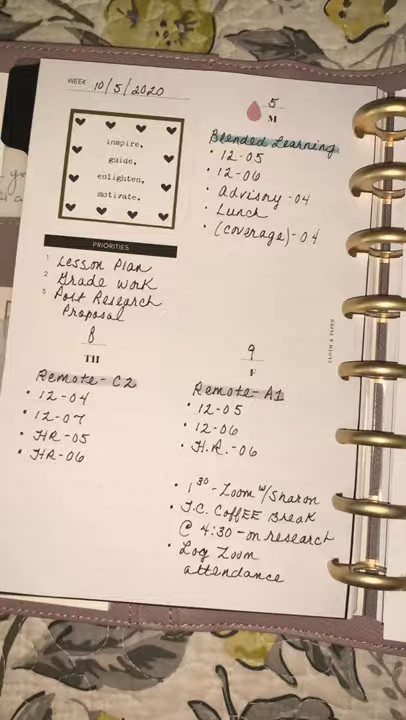 WEEK 10/5/2020
inspire.
guide.
enlighten.
motivate.
PRIORITIES
1 Lesson Plan
2 Grade Work
3 Post Research
Proposal
5
M
Blended Learning
• 12-05
• 12-06
• Advisory-04
• Lunch
• (coverage)-04
8
TH
Remote-C2
• 12-04
• 12-07
• HR-05
• HR-06
9
F
Remote-A1
• 12-05
• 12-06
• H.R.-06
• 1³⁰-Zoom w/Sharon
• T.C. Coffee Break
@ 4:30-on research
• Log Zoom
attendance
CLOTH & PAPER